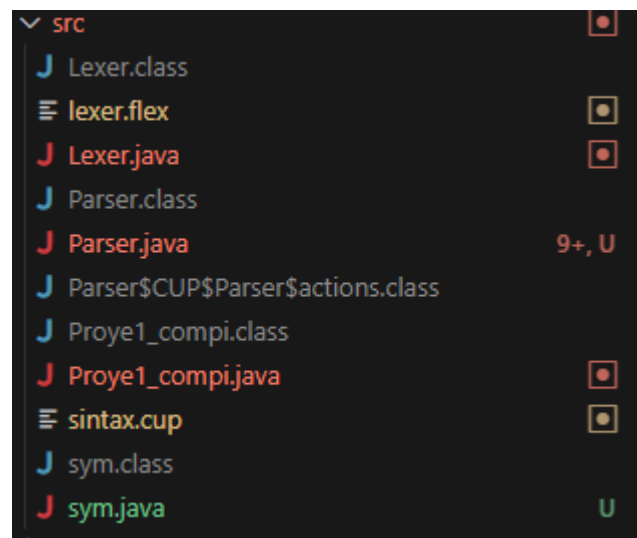 src
J Lexer.class
lexer.flex
J Lexer.java
J Parser.class
J Parser.java 9+, U
J Parser$CUP$Parser$actions.class
J Proye1_compi.class
J Proye1_compi.java
sintax.cup
J sym.class
J sym.java U